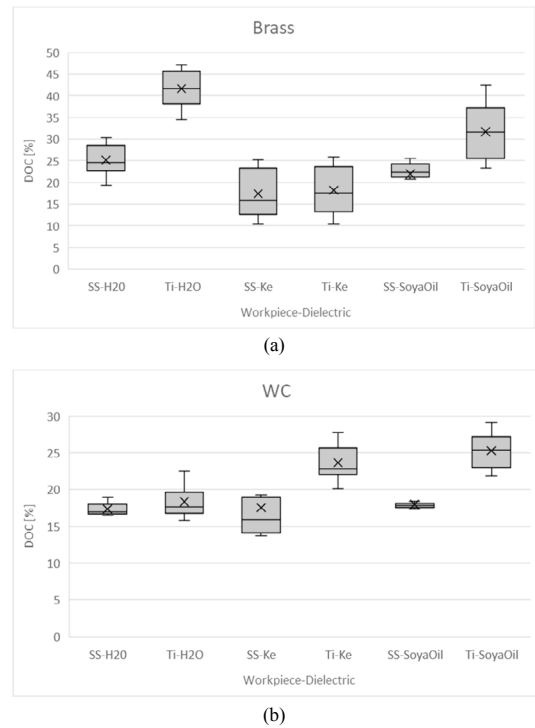 Brass
50
45
40
35
30
25
20
15
10
5
0
DOC [%]
SS-H20 Ti-H2O SS-Ke Ti-Ke SS-SoyaOil Ti-SoyaOil
Workpiece-Dielectric
(a)
WC
30
25
20
15
10
5
0
DOC [%]
SS-H20 Ti-H2O SS-Ke Ti-Ke SS-SoyaOil Ti-SoyaOil
Workpiece-Dielectric
(b)